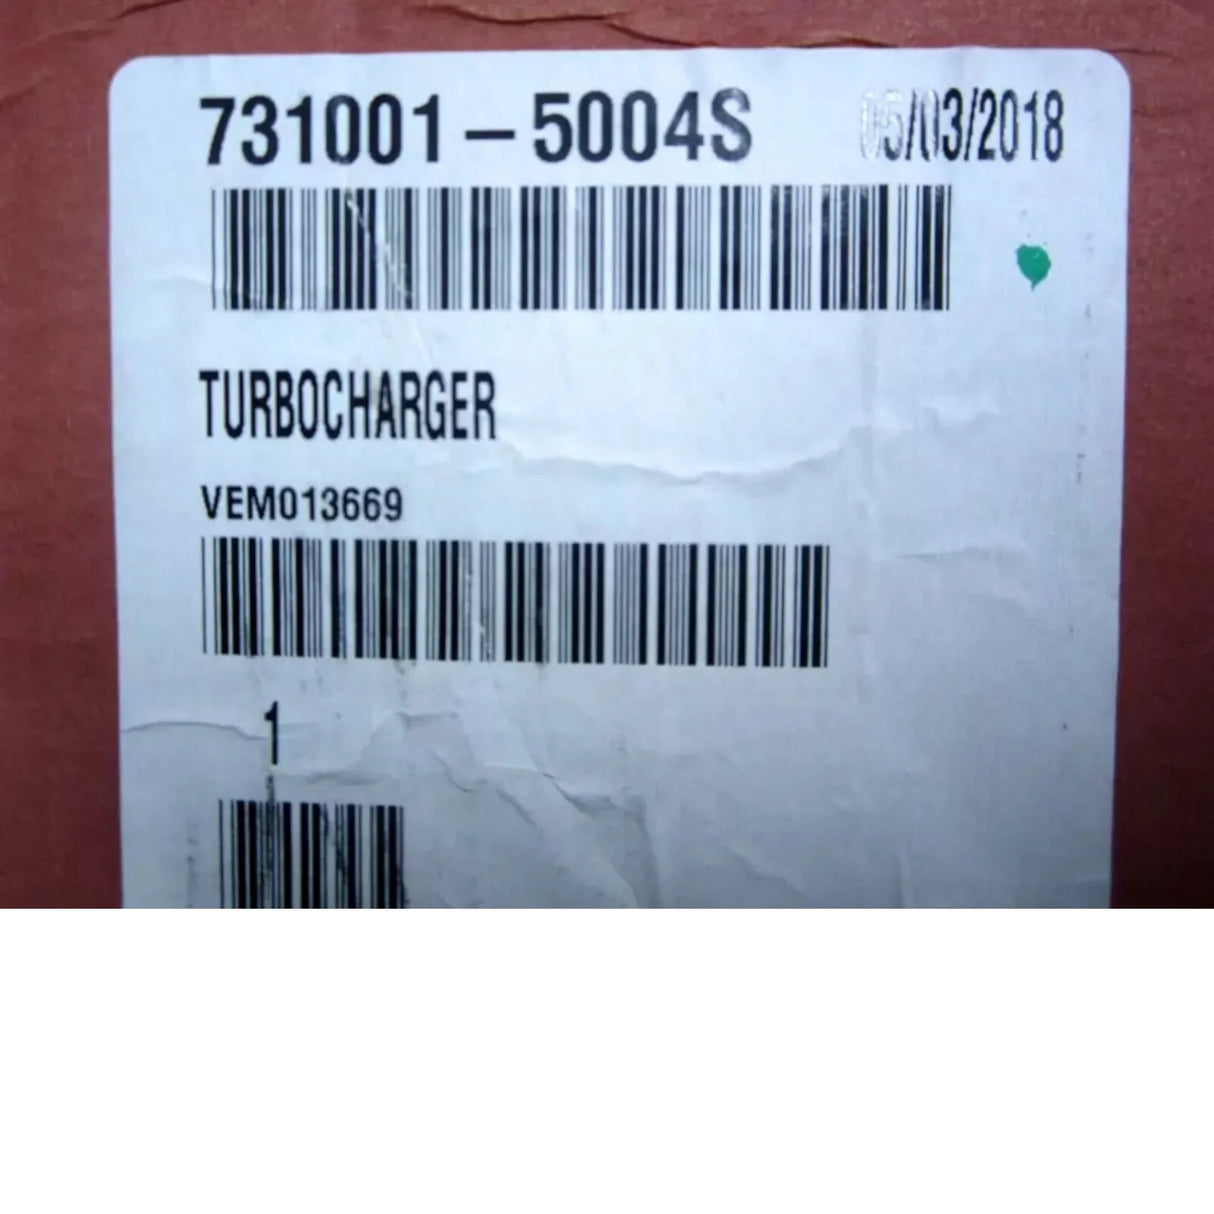 731001-5004S 05/03/2018
TURBOCHARGER
VEM013669
1